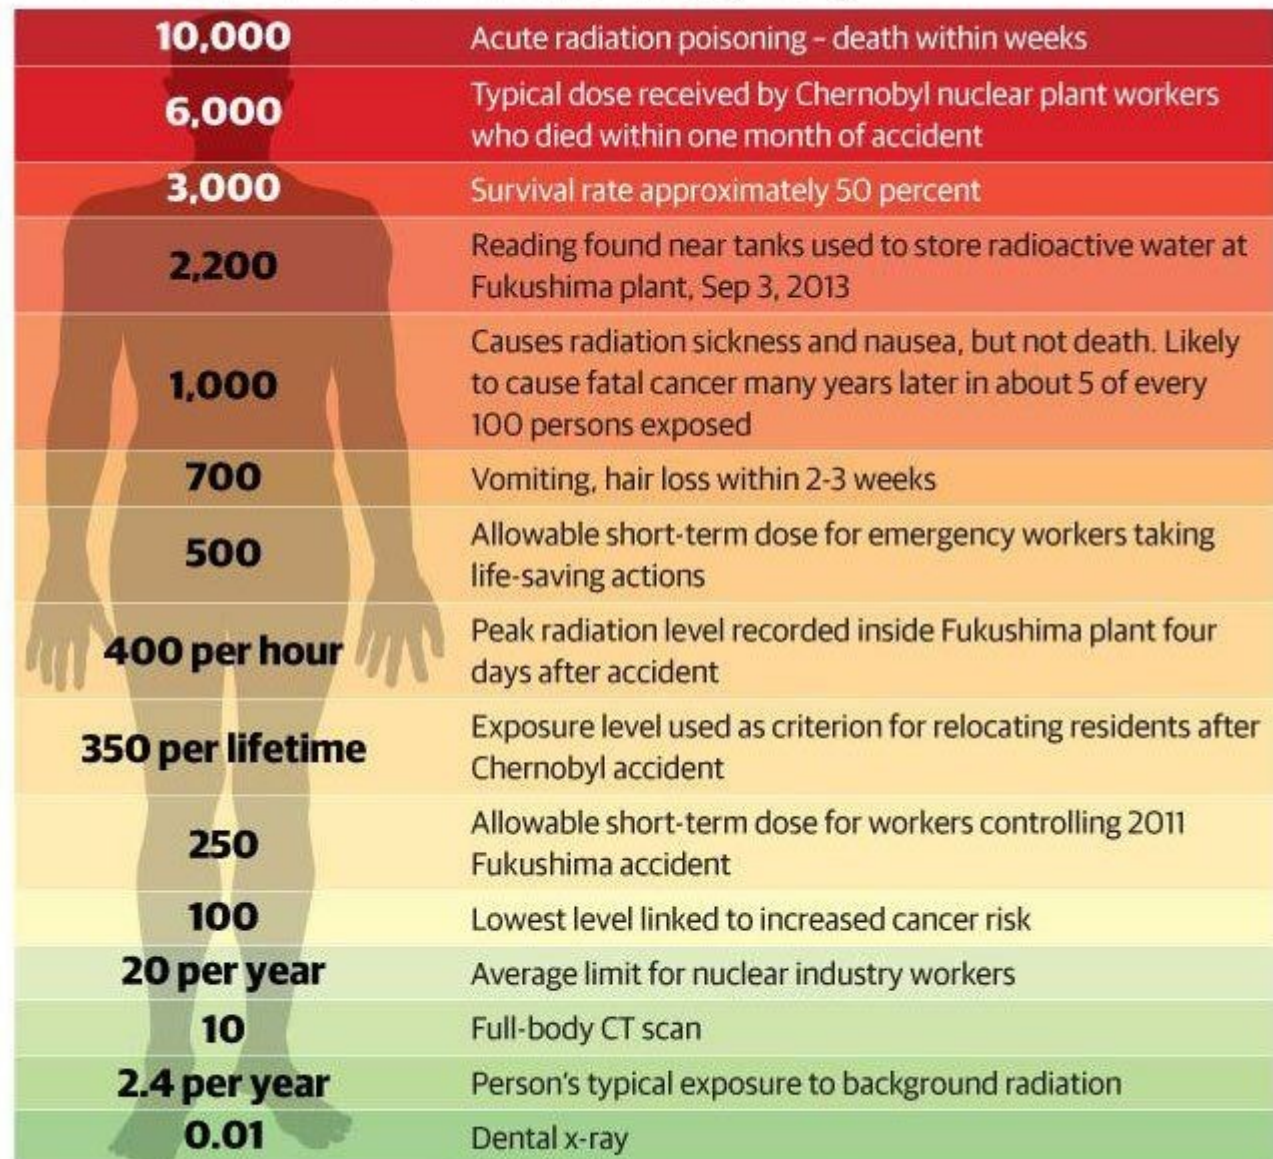 10,000
Acute radiation poisoning – death within weeks
6,000
Typical dose received by Chernobyl nuclear plant workers
who died within one month of accident
3,000
Survival rate approximately 50 percent
2,200
Reading found near tanks used to store radioactive water at
Fukushima plant, Sep 3, 2013
1,000
Causes radiation sickness and nausea, but not death. Likely
to cause fatal cancer many years later in about 5 of every
100 persons exposed
700
Vomiting, hair loss within 2-3 weeks
500
Allowable short-term dose for emergency workers taking
life-saving actions
400 per hour
Peak radiation level recorded inside Fukushima plant four
days after accident
350 per lifetime
Exposure level used as criterion for relocating residents after
Chernobyl accident
250
Allowable short-term dose for workers controlling 2011
Fukushima accident
100
Lowest level linked to increased cancer risk
20 per year
Average limit for nuclear industry workers
10
Full-body CT scan
2.4 per year
Person's typical exposure to background radiation
0.01
Dental x-ray